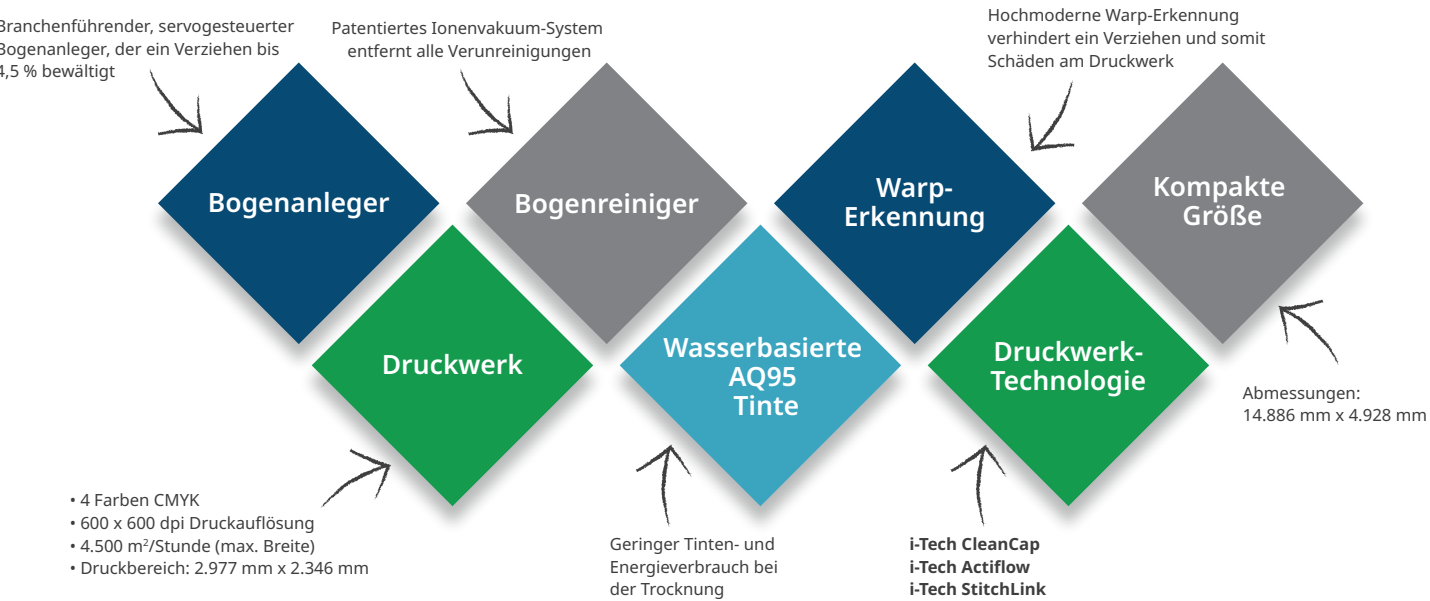 Branchenführender, servogesteuerter
Bogenanleger, der ein Verziehen bis
4,5 % bewältigt
Patentiertes Ionenvakuum-System
entfernt alle Verunreinigungen
Hochmoderne Warp-Erkennung
verhindert ein Verziehen und somit
Schäden am Druckwerk
Bogenanleger
Bogenreiniger
Warp-
Erkennung
Kompakte
Größe
Druckwerk
Wasserbasierte
AQ95
Tinte
Druckwerk-
Technologie
Abmessungen:
14.886 mm x 4.928 mm
• 4 Farben CMYK
• 600 x 600 dpi Druckauflösung
• 4.500 m²/Stunde (max. Breite)
• Druckbereich: 2.977 mm x 2.346 mm
Geringer Tinten- und
Energieverbrauch bei
der Trocknung
i-Tech CleanCap
i-Tech Actiflow
i-Tech StitchLink